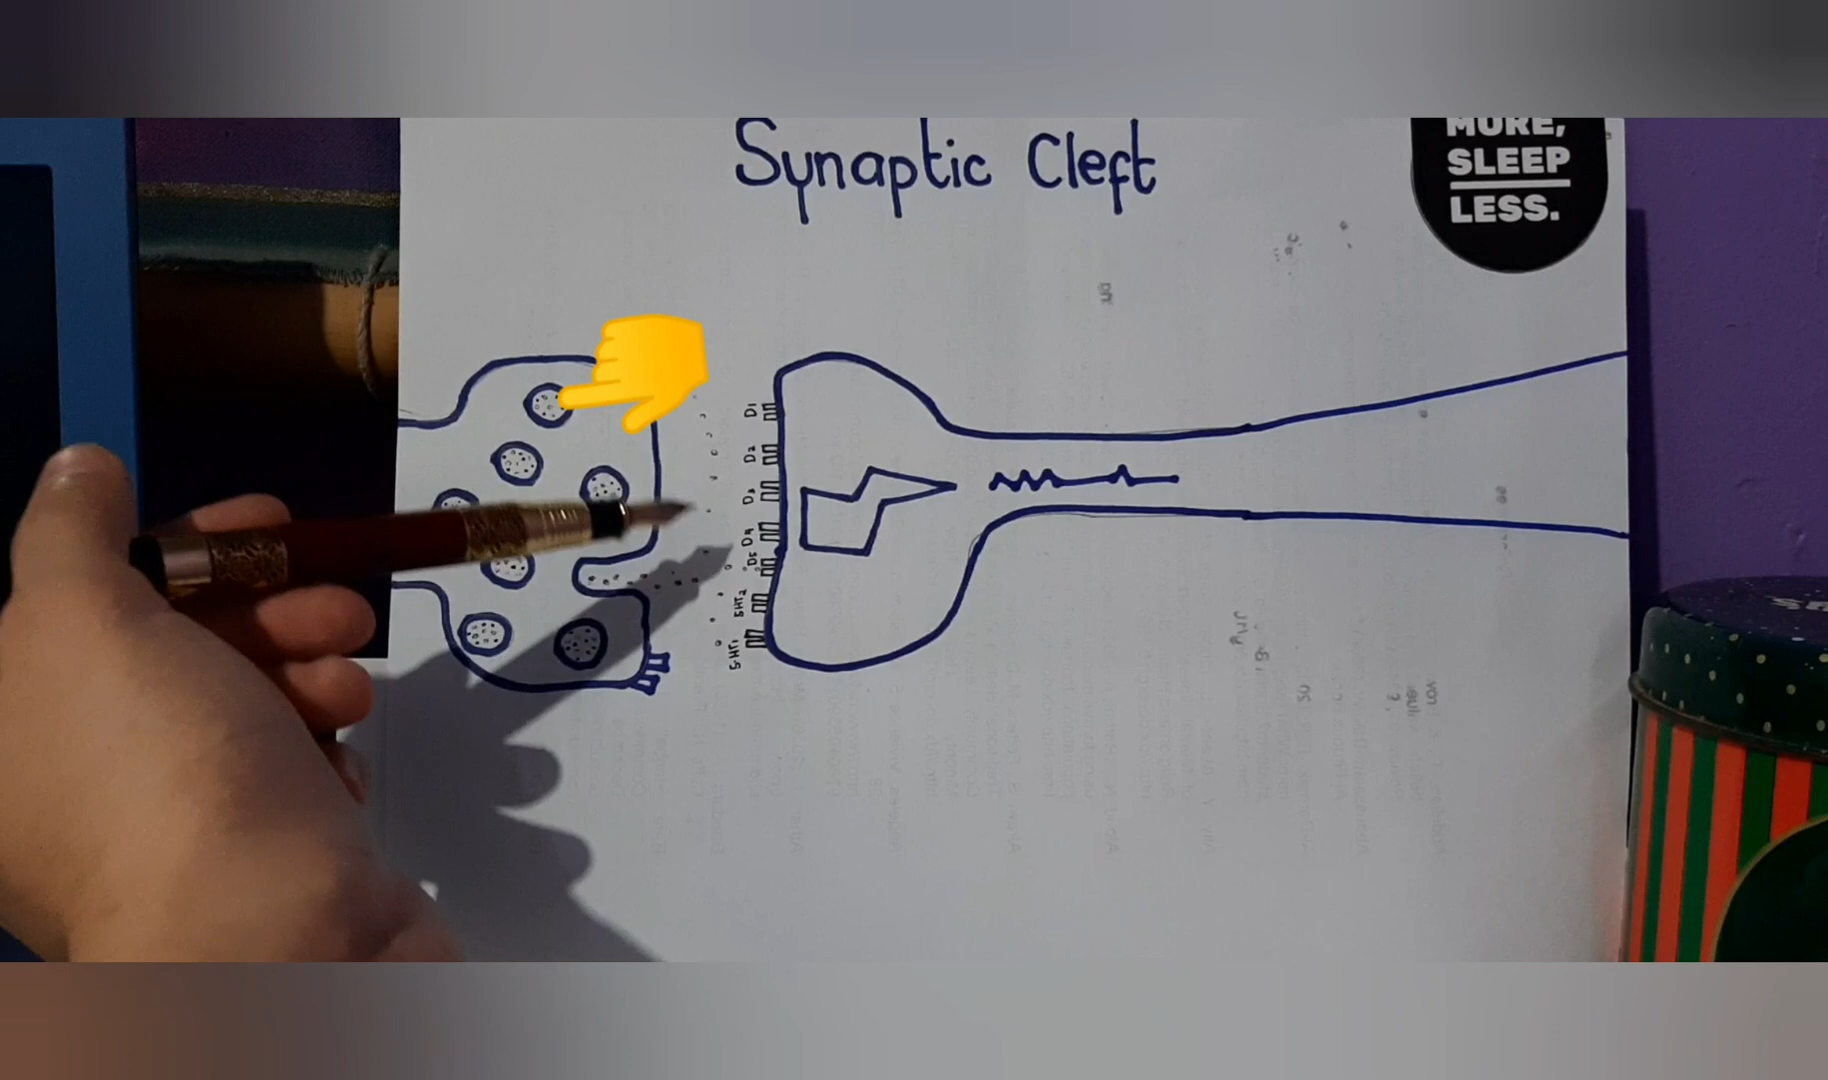 Synaptic Cleft
MORE,
SLEEP
LESS.
D1
D2
D3
D4
D5
5HT2
5HT1